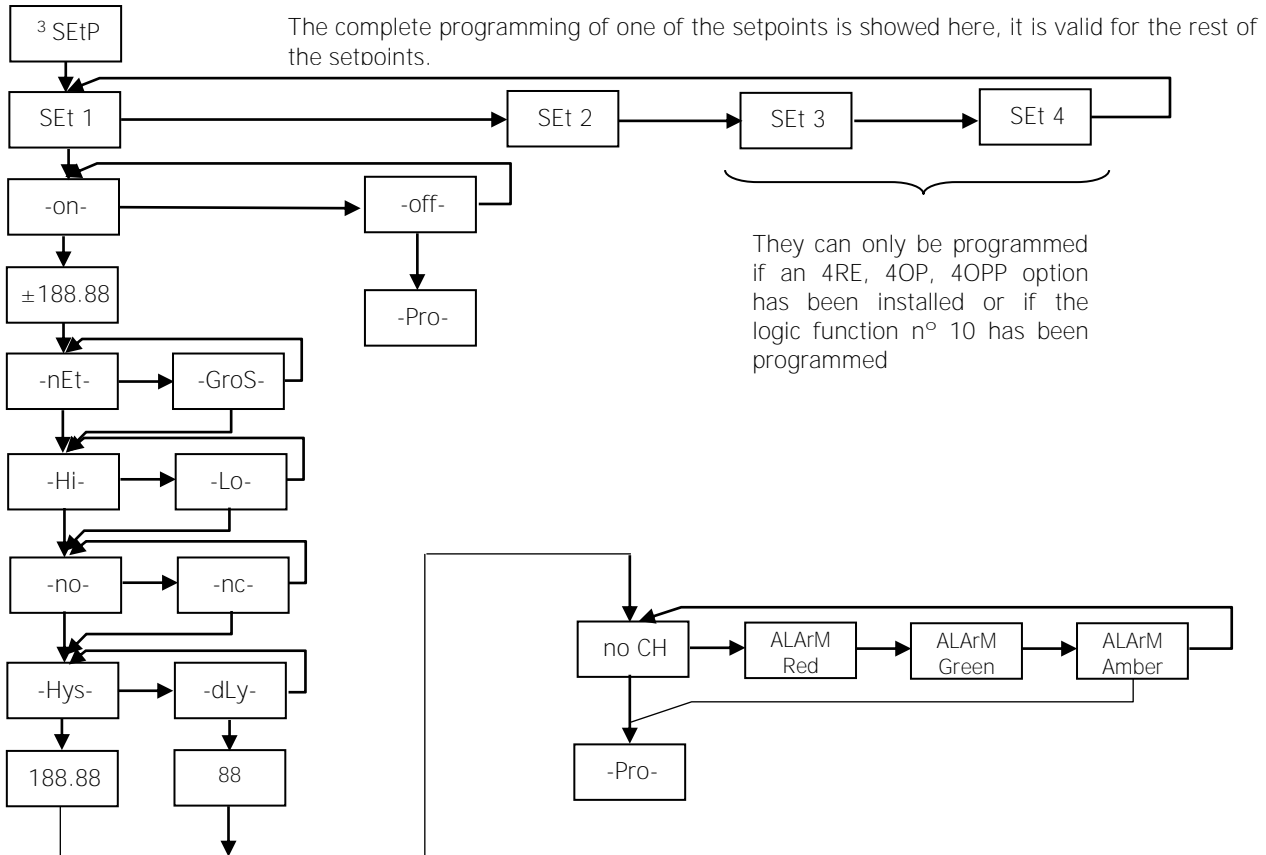 ³ SEtP
The complete programming of one of the setpoints is showed here, it is valid for the rest of
the setpoints.
SEt 1
SEt 2
SEt 3
SEt 4
-on-
-off-
They can only be programmed
if an 4RE, 4OP, 4OPP option
has been installed or if the
logic function nº 10 has been
programmed
±188.88
-Pro-
-nEt-
-GroS-
-Hi-
-Lo-
-no-
-nc-
no CH
ALArM
Red
ALArM
Green
ALArM
Amber
-Hys-
-dLy-
188.88
88
-Pro-